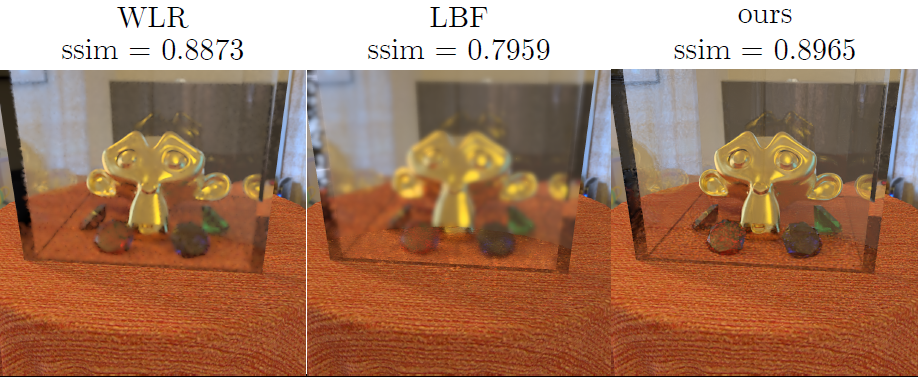 WLR
ssim = 0.8873
LBF
ssim = 0.7959
ours
ssim = 0.8965